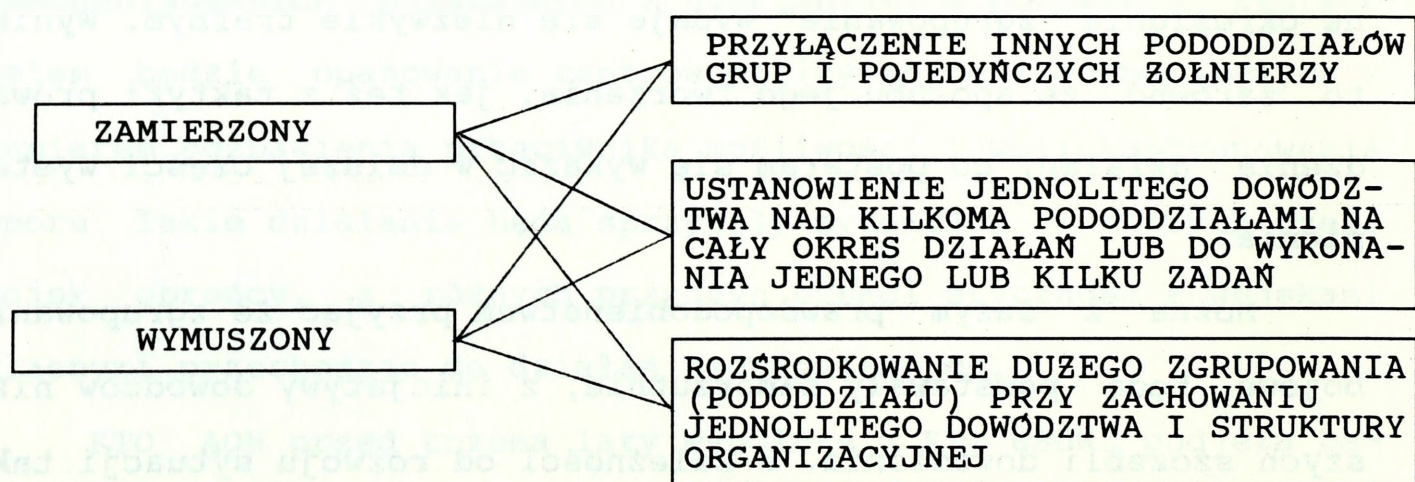 ZAMIERZONY
WYMUSZONY
PRZYŁĄCZENIE INNYCH PODODDZIAŁÓW
GRUP I POJEDYŃCZYCH ŻOŁNIERZY
USTANOWIENIE JEDNOLITEGO DOWÓDZ-
TWA NAD KILKOMA PODODDZIAŁAMI NA
CAŁY OKRES DZIAŁAŃ LUB DO WYKONA-
NIA JEDNEGO LUB KILKU ZADAŃ
ROZŚRODKOWANIE DUŻEGO ZGRUPOWANIA
(PODODDZIAŁU) PRZY ZACHOWANIU
JEDNOLITEGO DOWÓDZTWA I STRUKTURY
ORGANIZACYJNEJ